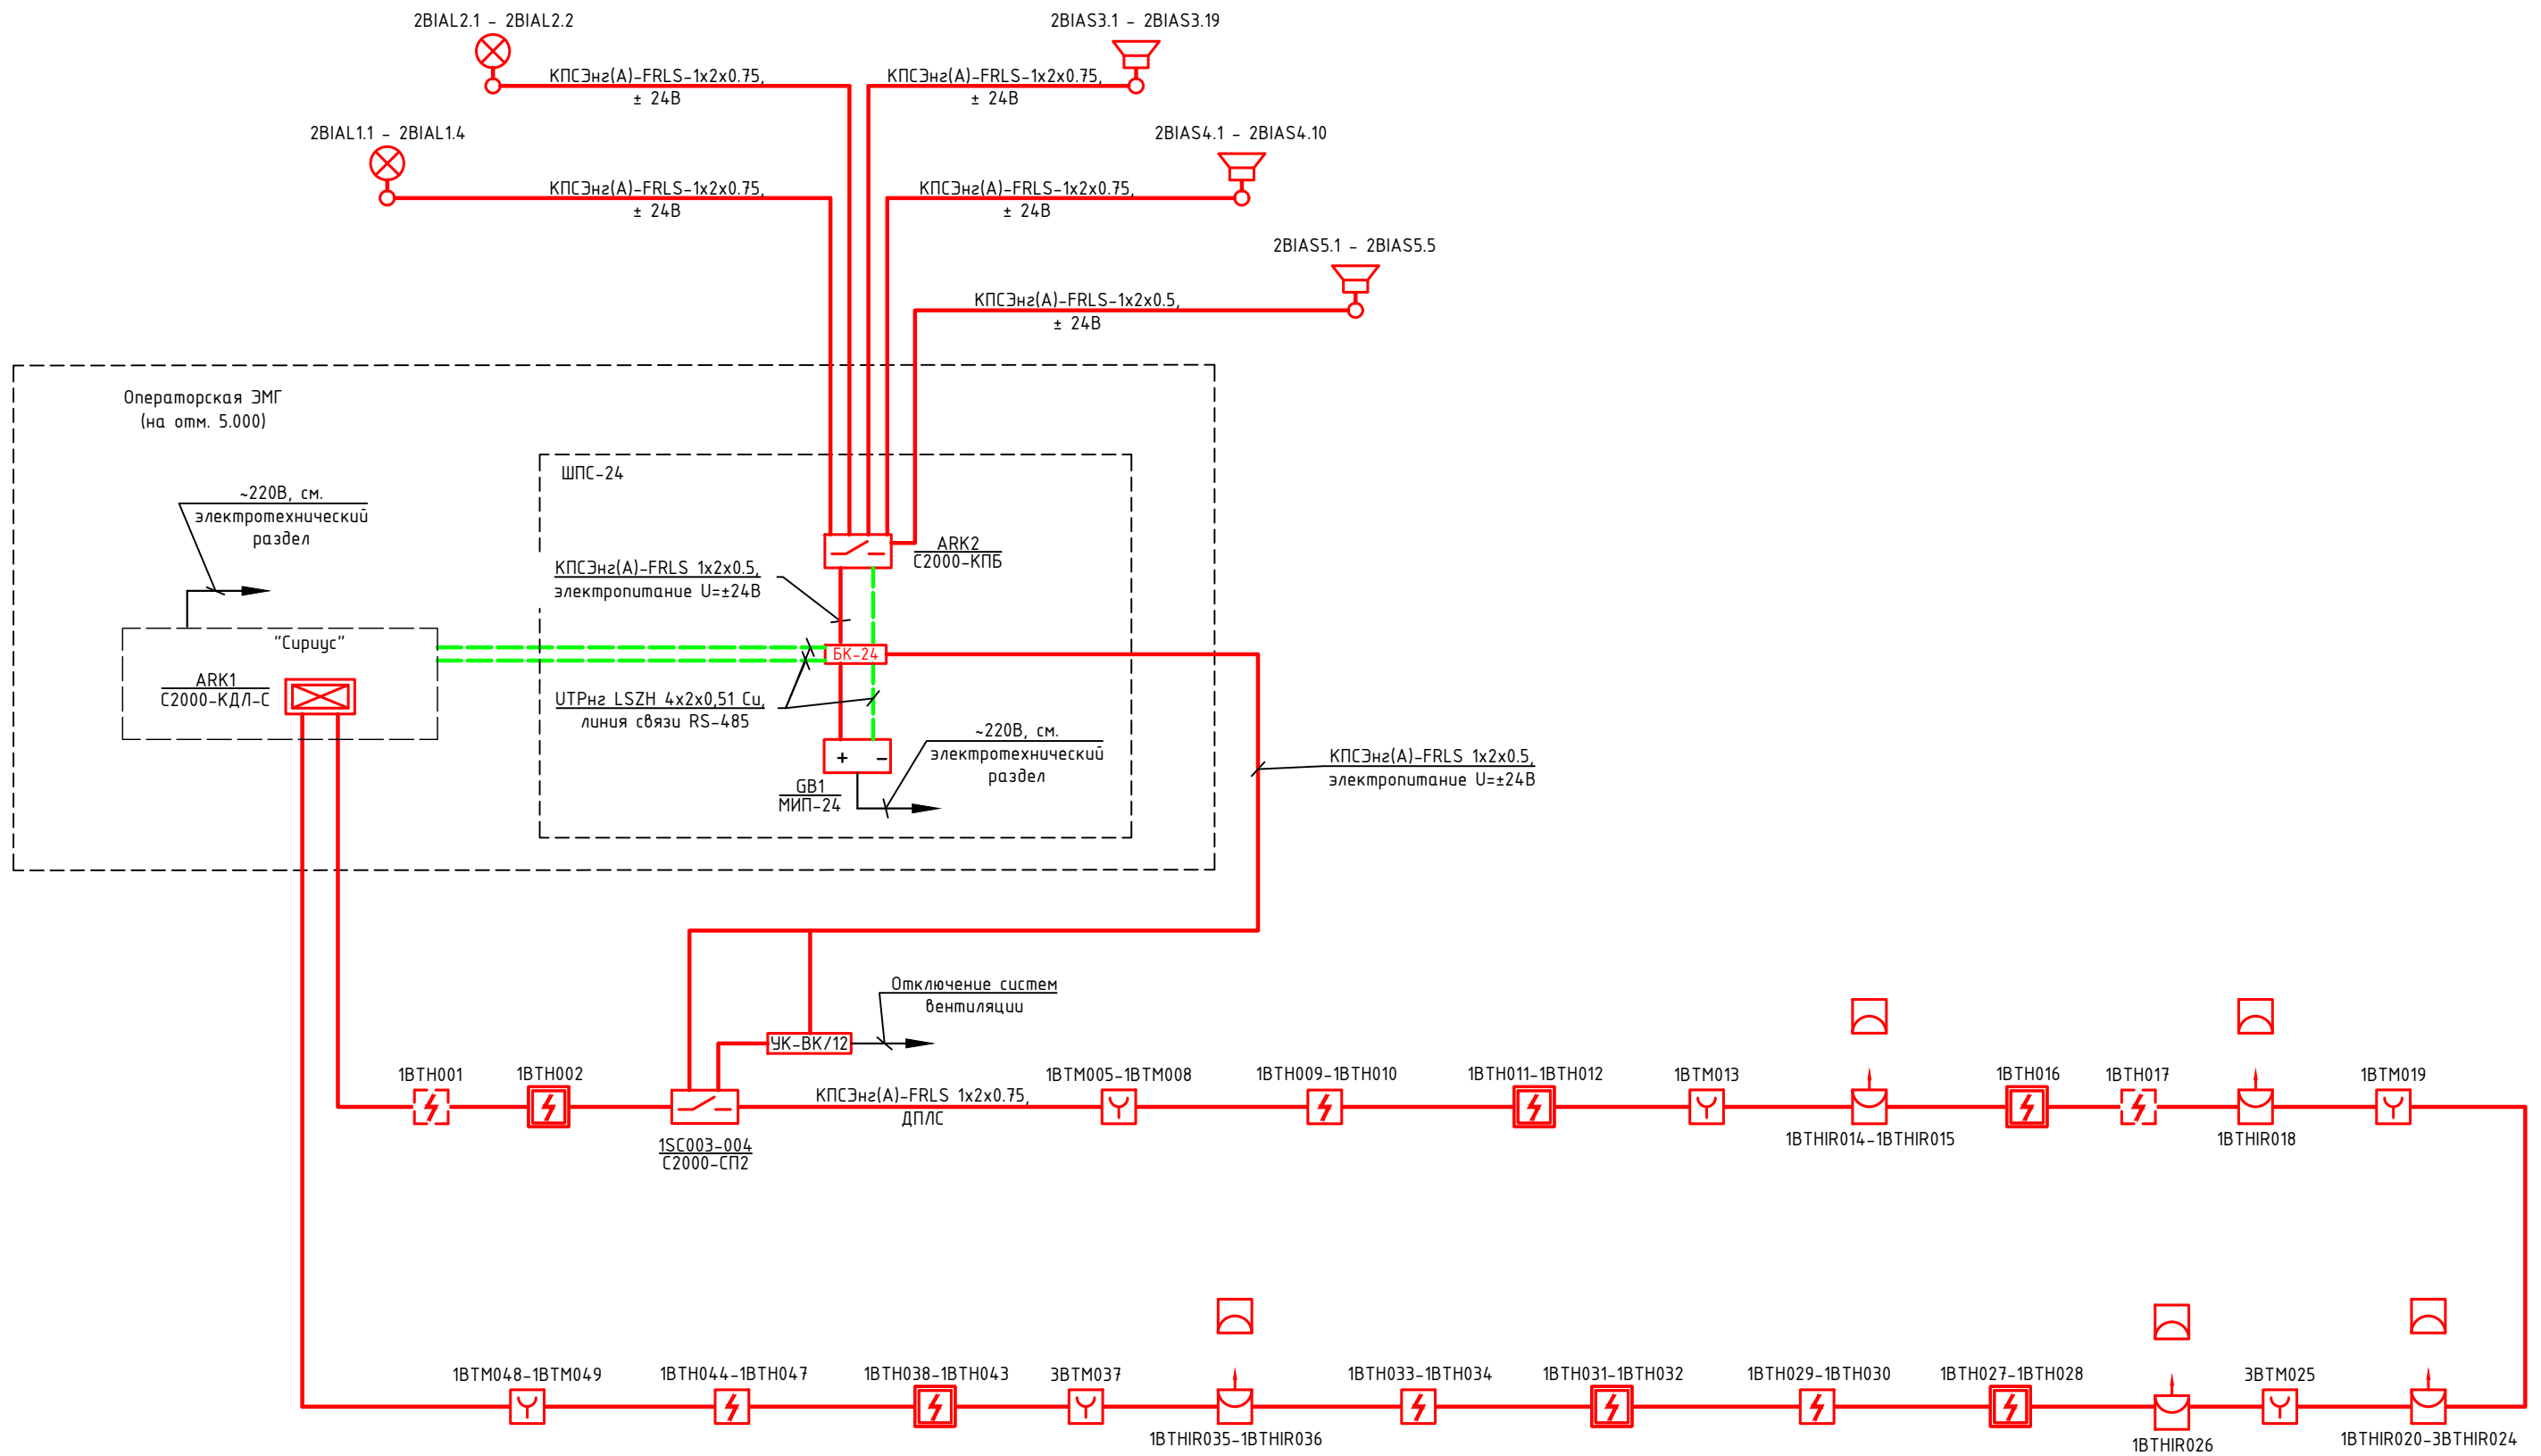 2BIAL2.1 - 2BIAL2.2
2BIAS3.1 - 2BIAS3.19
КПСЭнг(А)-FRLS-1x2x0.75,
± 24В
КПСЭнг(А)-FRLS-1x2x0.75,
± 24В
2BIAL1.1 - 2BIAL1.4
2BIAS4.1 - 2BIAS4.10
КПСЭнг(А)-FRLS-1x2x0.75,
± 24В
КПСЭнг(А)-FRLS-1x2x0.75,
± 24В
2BIAS5.1 - 2BIAS5.5
КПСЭнг(А)-FRLS-1x2x0.5,
± 24В
Операторская ЭМГ
(на отм. 5.000)
ШПС-24
~220В, см.
электротехнический
раздел
ARK2
С2000-КПБ
КПСЭнг(А)-FRLS 1x2x0.5,
электропитание U=±24В
"Сириус"
БК-24
ARK1
С2000-КДЛ-С
UTPнг LSZH 4x2x0,51 Cu,
линия связи RS-485
~220В, см.
электротехнический
раздел
+ -
GB1
МИП-24
КПСЭнг(А)-FRLS 1x2x0.5,
электропитание U=±24В
Отключение систем
вентиляции
УК-ВК/12
1BTH001
1BTH002
КПСЭнг(А)-FRLS 1x2x0.75,
ДПЛС
1SC003-004
С2000-СП2
1BTM005-1BTM008
1BTH009-1BTH010
1BTH011-1BTH012
1BTM013
1BTHIR014-1BTHIR015
1BTH016
1BTH017
1BTHIR018
1BTM019
1BTM048-1BTM049
1BTH044-1BTH047
1BTH038-1BTH043
3BTM037
1BTHIR035-1BTHIR036
1BTH033-1BTH034
1BTH031-1BTH032
1BTH029-1BTH030
1BTH027-1BTH028
1BTHIR026
3BTM025
1BTHIR020-3BTHIR024